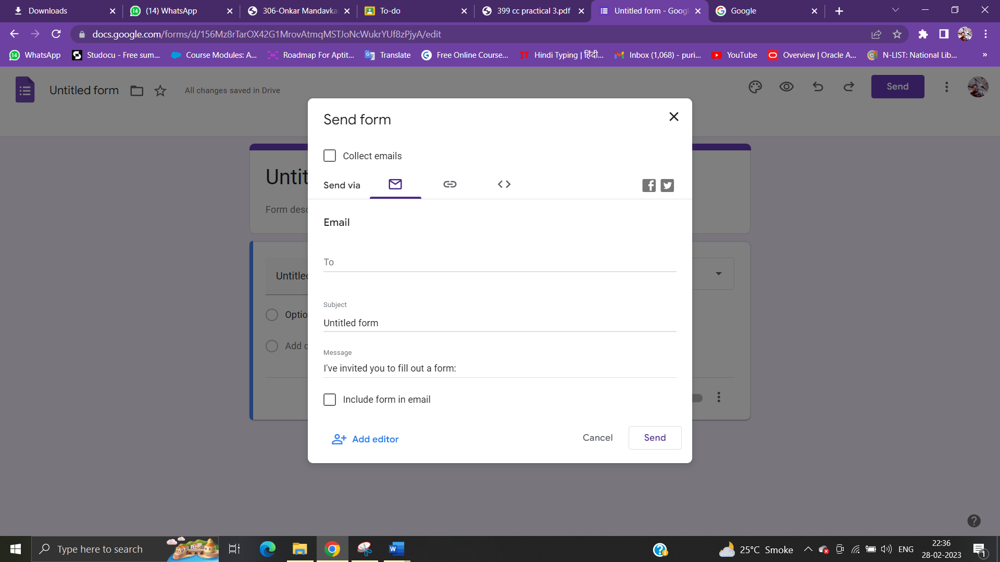 Downloads
(14) WhatsApp
306-Onkar Mandavka
To-do
399 cc practical 3.pdf
Untitled form - Goog
Google
docs.google.com/forms/d/156Mz8rTarOX42G1MrovAtmqMSTJoNcWukrYUf8zPjyA/edit
14 WhatsApp
Studocu - Free sum...
Course Modules: A...
Roadmap For Aptit...
Translate
Free Online Course...
IT Hindi Typing | हिंदी...
Inbox (1,068) - puri...
YouTube
Overview | Oracle A...
N-LIST: National Lib...
»
Untitled form
All changes saved in Drive
Send
Send form
Collect emails
Untit
Send via
Form desc
Email
To
Untitled
Subject
Optio
Untitled form
Add o
Message
I've invited you to fill out a form:
Include form in email
Add editor
Cancel
Send
Type here to search
25°C Smoke
ENG
22:36
28-02-2023
1